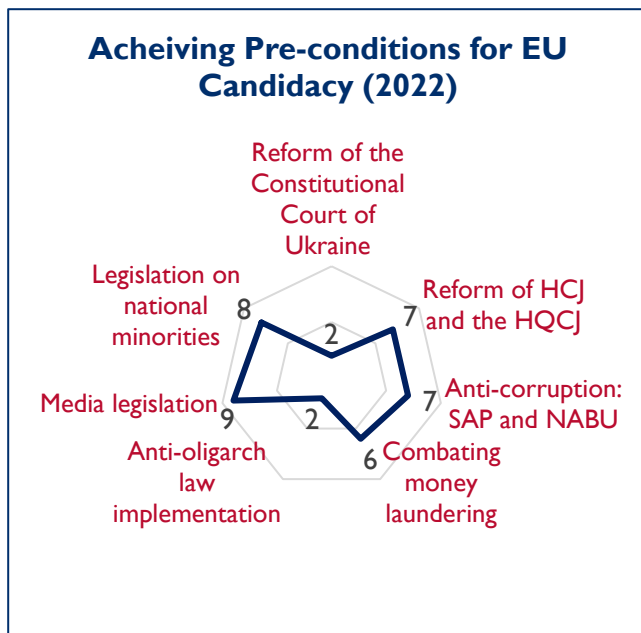 Acheiving Pre-conditions for EU
Candidacy (2022)
Reform of the
Constitutional
Court of
Ukraine
2
Reform of HCJ
and the HQCJ
7
Anti-corruption:
SAP and NABU
7
Combating
money
laundering
6
Anti-oligarch
law
implementation
2
Media legislation
9
Legislation on
national
minorities
8